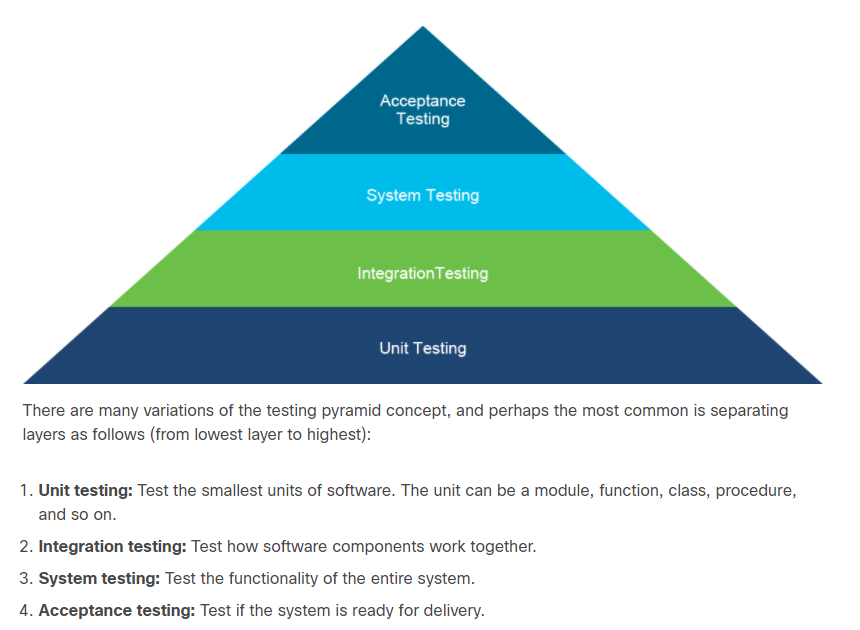 Acceptance
Testing
System Testing
IntegrationTesting
Unit Testing
There are many variations of the testing pyramid concept, and perhaps the most common is separating
layers as follows (from lowest layer to highest):
1. Unit testing: Test the smallest units of software. The unit can be a module, function, class, procedure,
and so on.
2. Integration testing: Test how software components work together.
3. System testing: Test the functionality of the entire system.
4. Acceptance testing: Test if the system is ready for delivery.